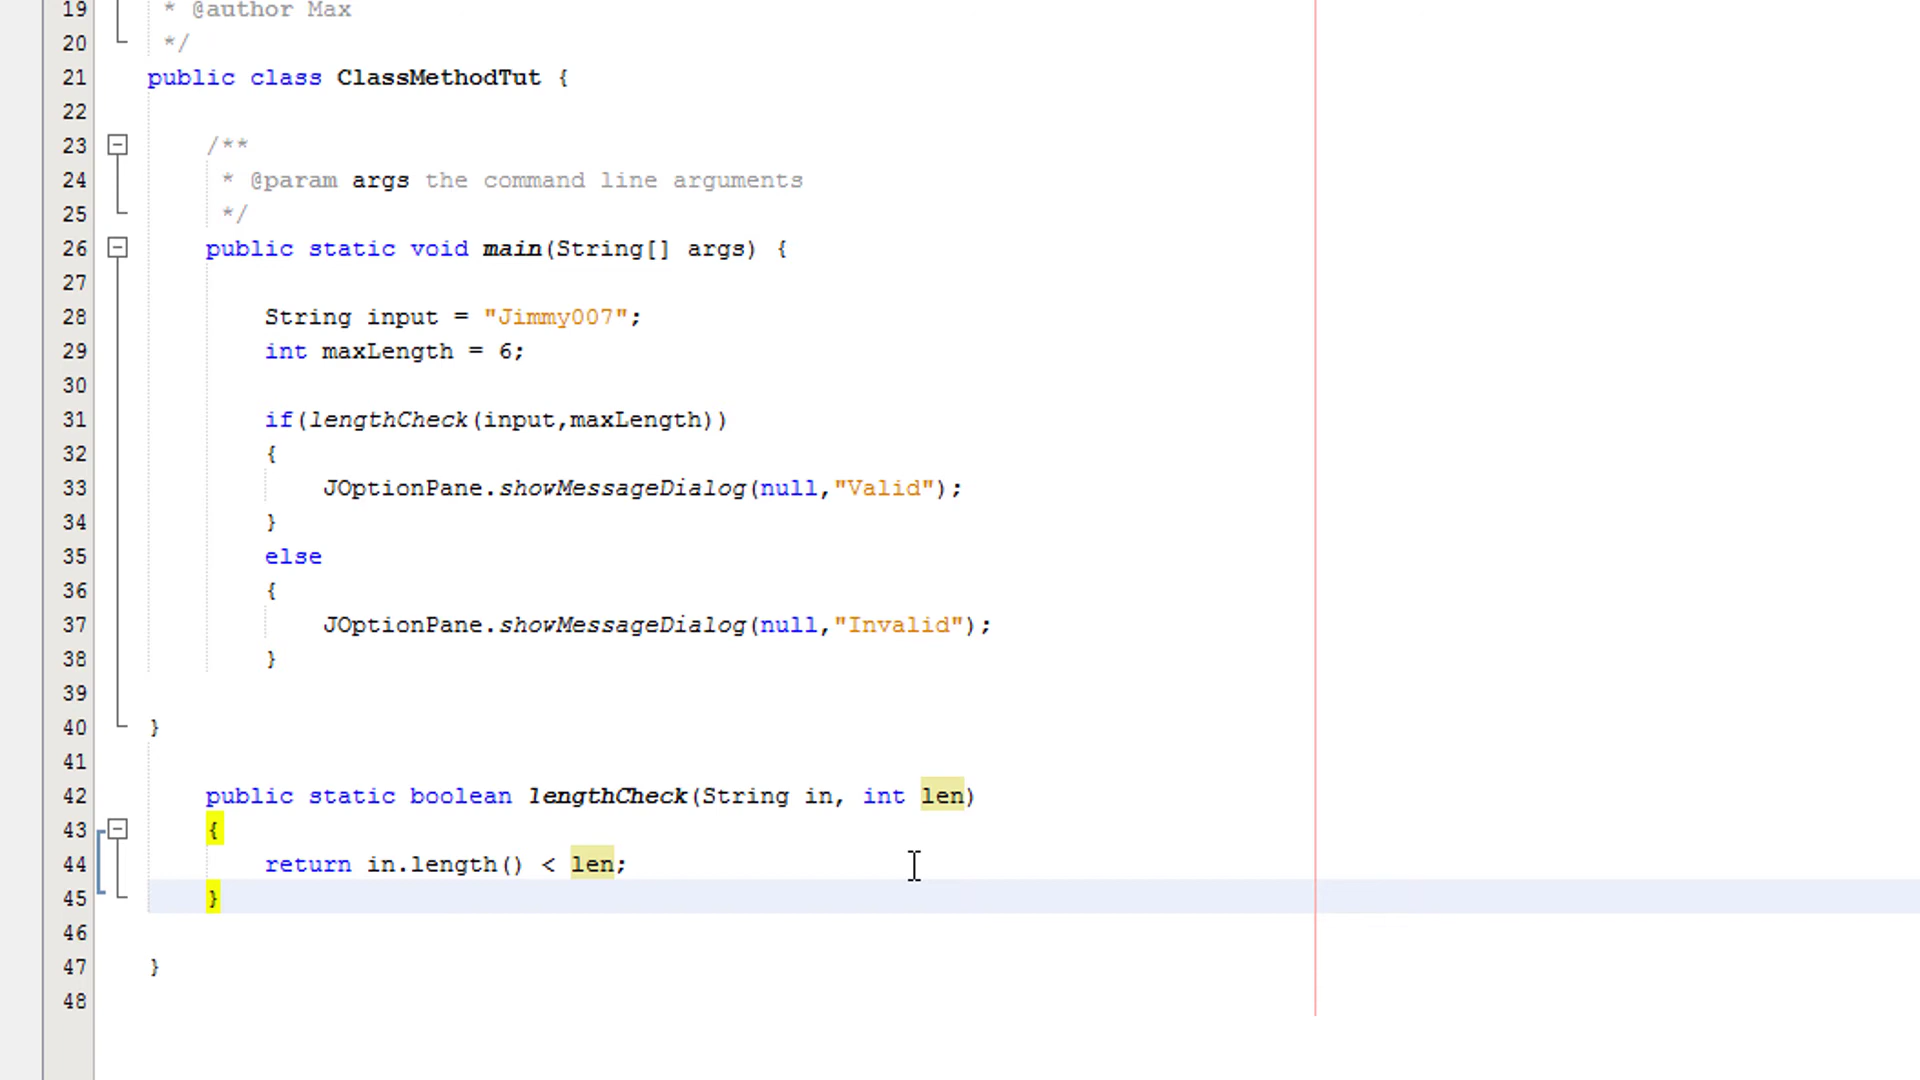 19 * @author Max
20 */
21 public class ClassMethodTut {
22
23 /**
24 * @param args the command line arguments
25 */
26 public static void main(String[] args) {
27
28 String input = "Jimmy007";
29 int maxLength = 6;
30
31 if(lengthCheck(input,maxLength))
32 {
33 JOptionPane.showMessageDialog(null,"Valid");
34 }
35 else
36 {
37 JOptionPane.showMessageDialog(null,"Invalid");
38 }
39
40 }
41
42 public static boolean lengthCheck(String in, int len)
43 {
44 return in.length() < len;
45 }
46
47 }
48